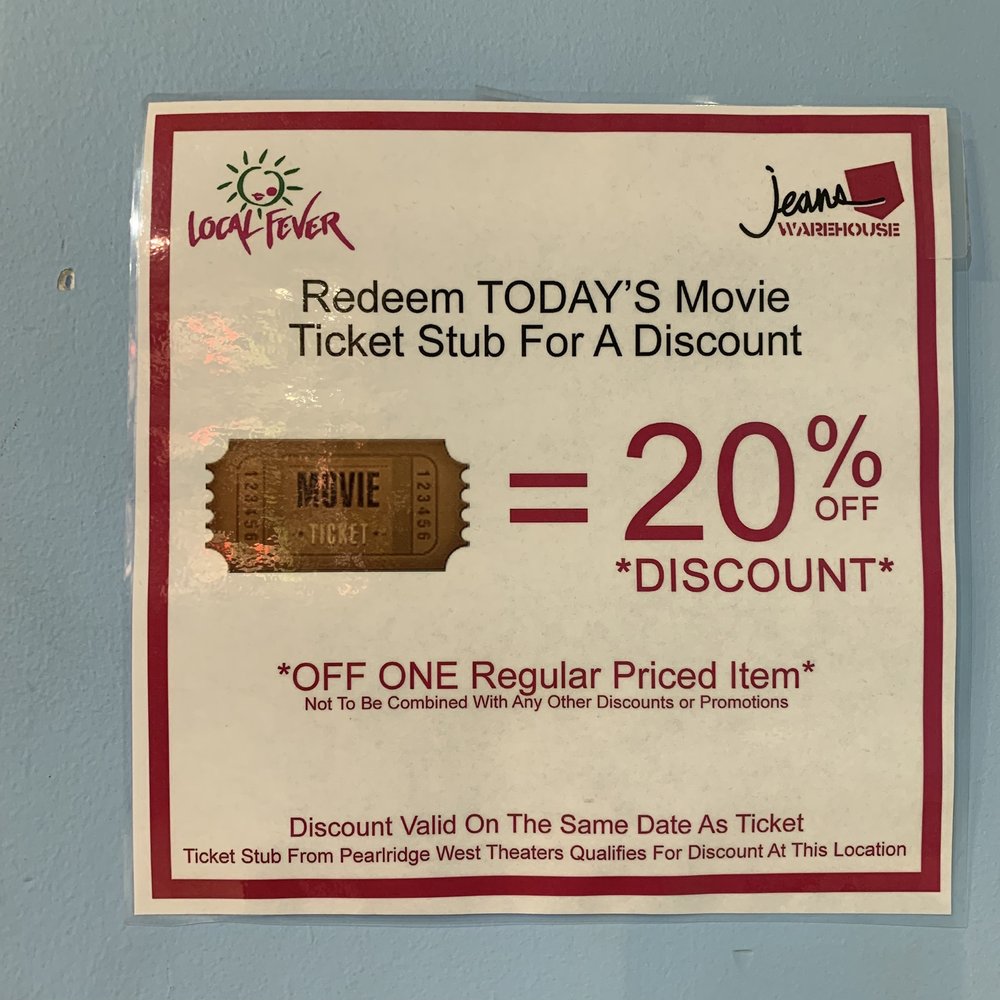 LOCAL FEVER
jeans
WAREHOUSE
Redeem TODAY'S Movie
Ticket Stub For A Discount
123456
MOVIE
TICKET
123456
= 20% OFF
*DISCOUNT*
*OFF ONE Regular Priced Item*
Not To Be Combined With Any Other Discounts or Promotions
Discount Valid On The Same Date As Ticket
Ticket Stub From Pearlridge West Theaters Qualifies For Discount At This Location